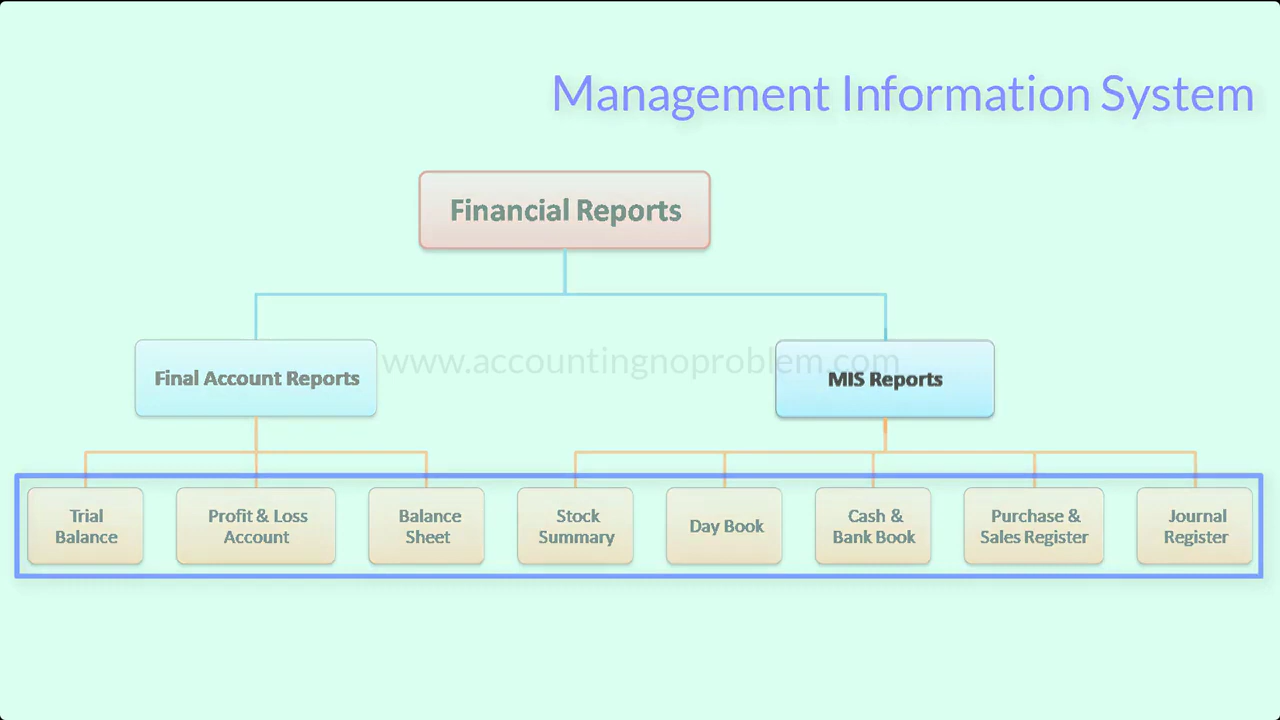 Management Information System
Financial Reports
www.accountingnoproblem.com
Final Account Reports
MIS Reports
Trial
Balance
Profit & Loss
Account
Balance
Sheet
Stock
Summary
Day Book
Cash &
Bank Book
Purchase &
Sales Register
Journal
Register